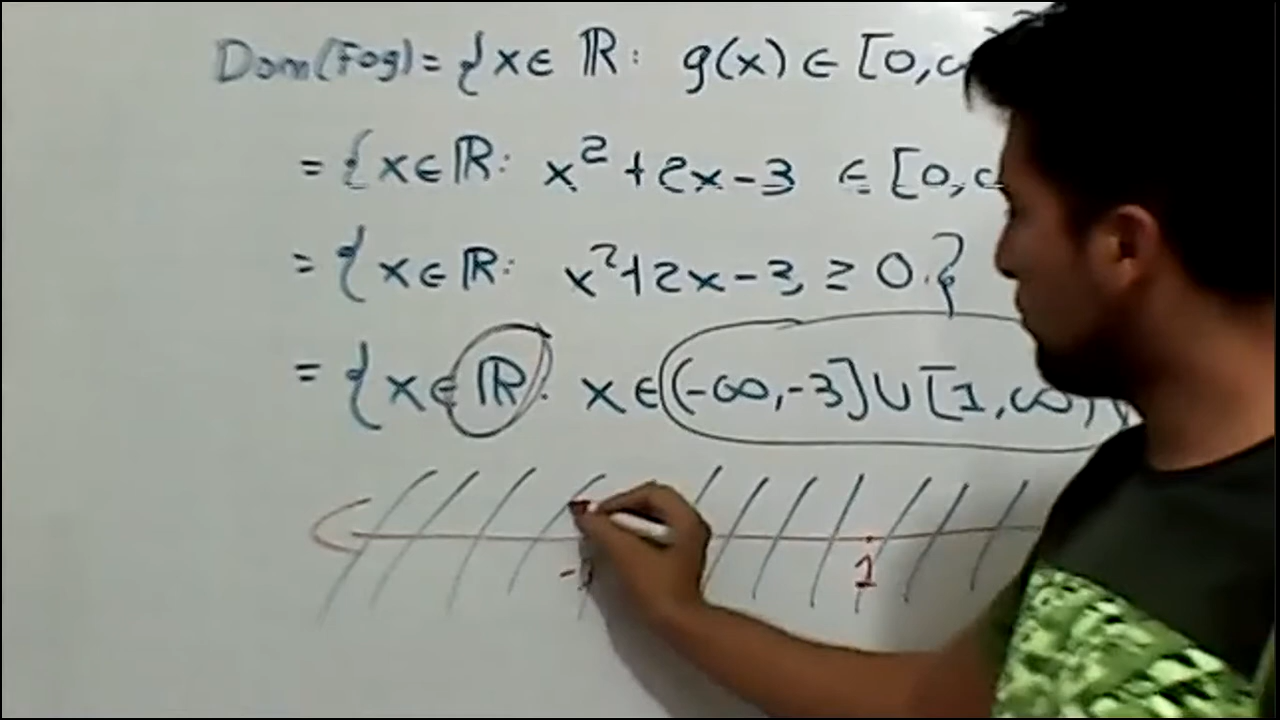 Dom(Fog) = {x ∈ ℝ: g(x) ∈ [0,
= {x ∈ ℝ: x² + 2x - 3 ∈ [0,
= {x ∈ ℝ: x² + 2x - 3 ≥ 0.}
= {x ∈ ℝ: x ∈ (-∞, -3] ∪ [1, ∞)
1